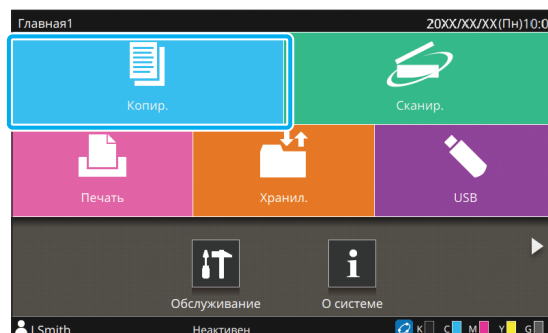 Главная1 20XX/XX/XX(Пн)10:0
Копир. Сканир.
Печать Хранил. USB
Обслуживание О системе
J.Smith Неактивен K C M Y G